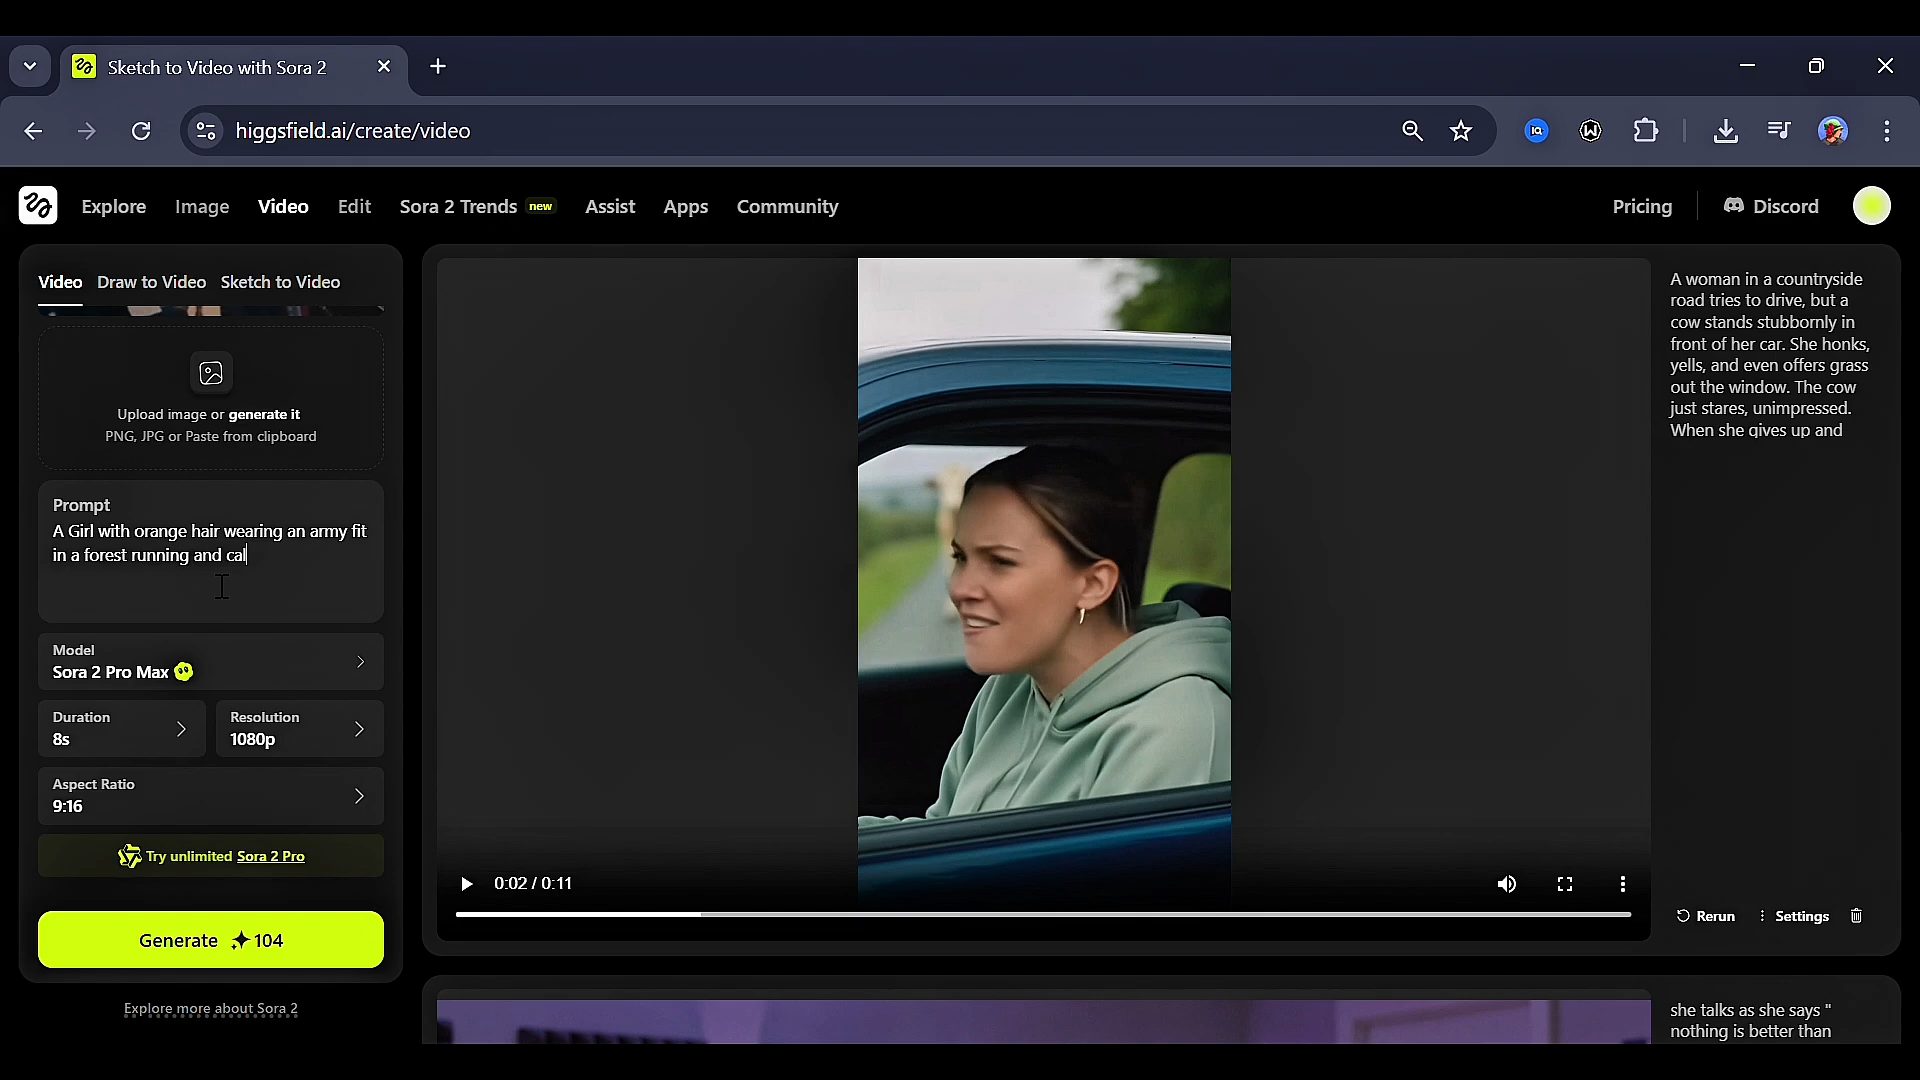 Sketch to Video with Sora 2
higgsfield.ai/create/video
IQ
W
Explore
Image
Video
Edit
Sora 2 Trends new
Assist
Apps
Community
Pricing
Discord
Video
Draw to Video
Sketch to Video
Upload image or generate it
PNG, JPG or Paste from clipboard
Prompt
A Girl with orange hair wearing an army fit
in a forest running and cal
Model
Sora 2 Pro Max
Duration
8s
Resolution
1080p
Aspect Ratio
9:16
Try unlimited Sora 2 Pro
Generate 104
Explore more about Sora 2
0:02 / 0:11
A woman in a countryside
road tries to drive, but a
cow stands stubbornly in
front of her car. She honks,
yells, and even offers grass
out the window. The cow
just stares, unimpressed.
When she gives up and
Rerun
Settings
she talks as she says "
nothing is better than